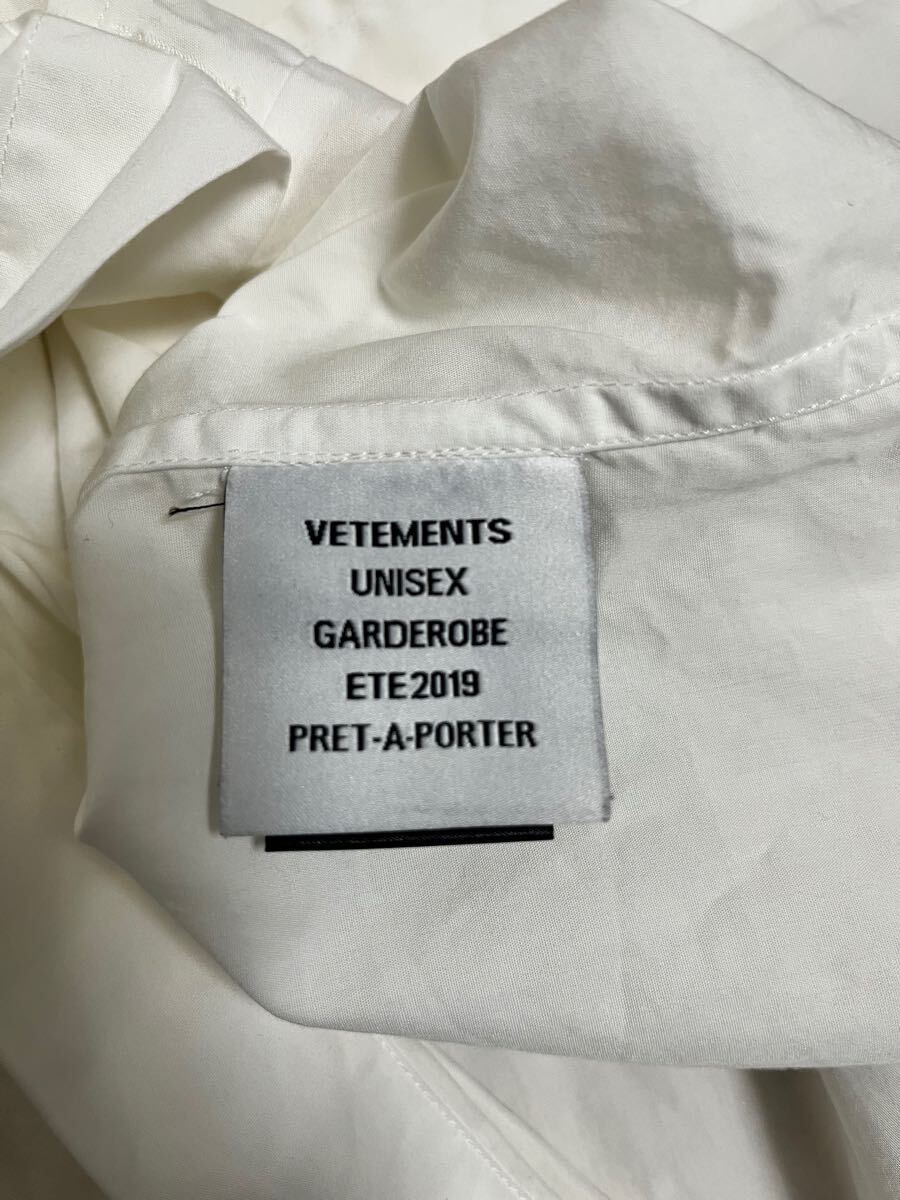 VETEMENTS
UNISEX
GARDEROBE
ETE2019
PRET-A-PORTER